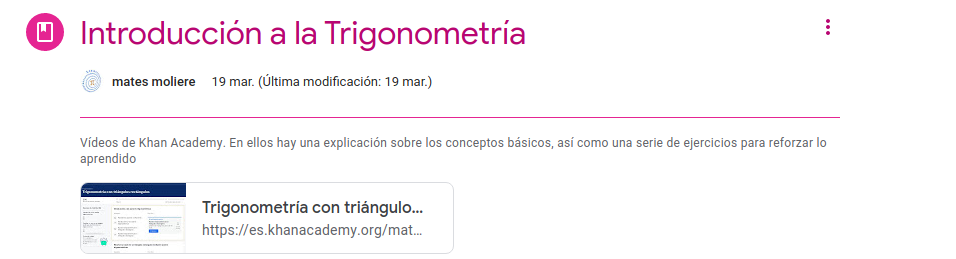 Introducción a la Trigonometría
mates moliere 19 mar. (Última modificación: 19 mar.)
Vídeos de Khan Academy. En ellos hay una explicación sobre los conceptos básicos, así como una serie de ejercicios para reforzar lo
aprendido
Trigonometría con triángulos rectángulos
Trigonometría con triángulo...
https://es.khanacademy.org/mat...